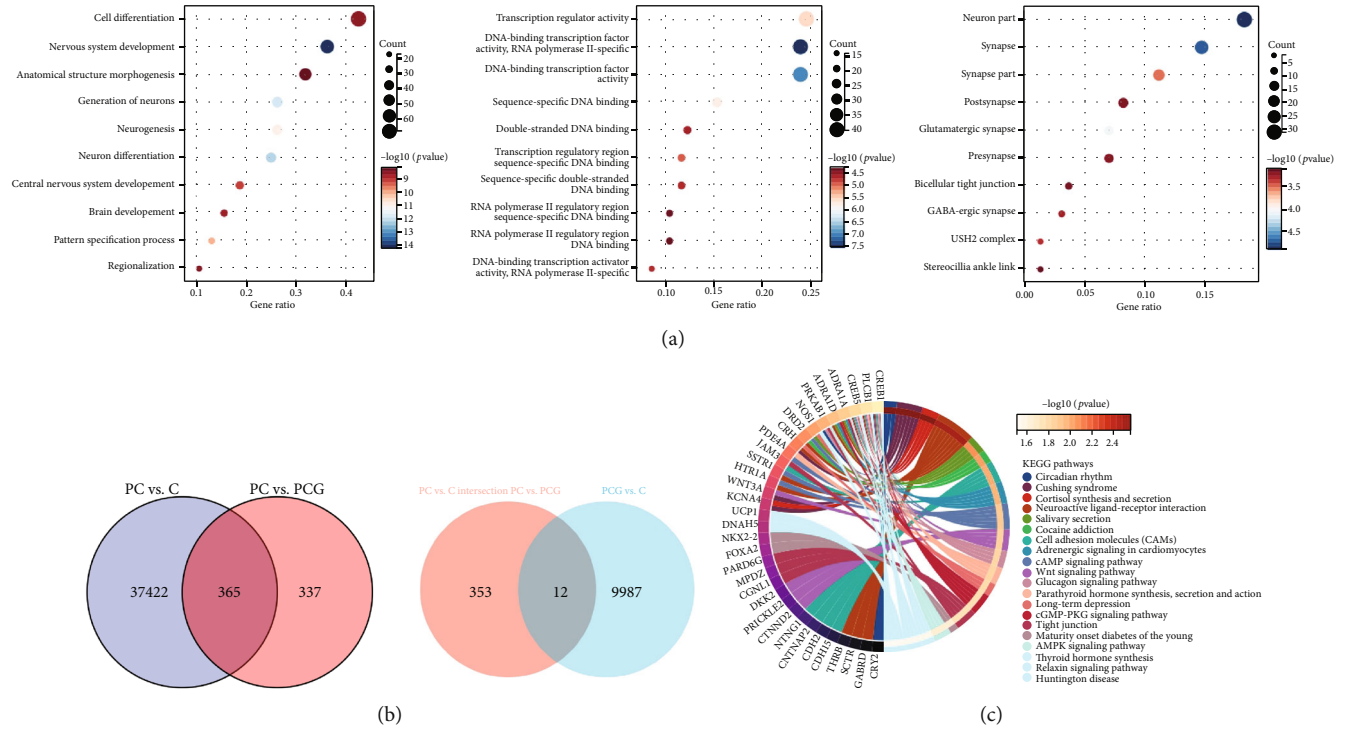 Cell differentiation
Nervous system development
Anatomical structure morphogenesis
Generation of neurons
Neurogenesis
Neuron differentiation
Central nervous system developement
Brain developement
Pattern specification process
Regionalization
0.1 0.2 0.3 0.4
Gene ratio
Count
20
30
40
50
60
–log10 (pvalue)
9
10
11
12
13
14
Transcription regulator activity
DNA-binding transcription factor
activity, RNA polymerase II-specific
DNA-binding transcription factor
activity
Sequence-specific DNA binding
Double-stranded DNA binding
Transcription regulatory region
sequence-specific DNA binding
Sequence-specific double-stranded
DNA binding
RNA polymerase II regulatory region
sequence-specific DNA binding
RNA polymerase II regulatory region
DNA binding
DNA-binding transcription activator
activity, RNA polymerase II-specific
0.10 0.15 0.20 0.25
Gene ratio
Count
15
20
25
30
35
40
–log10 (pvalue)
4.5
5.0
5.5
6.0
6.5
7.0
7.5
Neuron part
Synapse
Synapse part
Postsynapse
Glutamergic synapse
Presynapse
Bicellular tight junction
GABA-ergic synapse
USH2 complex
Stereocillia ankle link
0.00 0.05 0.10 0.15
Gene ratio
Count
5
10
15
20
25
30
–log10 (pvalue)
3.5
4.0
4.5
(a)
PC vs. C PC vs. PCG
37422 365 337
PC vs. C intersection PC vs. PCG PCG vs. C
353 12 9987
(b)
CREB1
PLCB1
CREB5
ADRA1A
ADRA1D
PRKAB1
NOS1
DRD2
CRH
PDE4A
JAM3
SSTR1
HTR1A
WNT3A
KCNA4
UCP1
DNAH5
NKX2-2
FOXA2
PARD6G
MPDZ
CGNL1
DKK2
PRICKLE2
CTNND2
NTNG1
CNTNAP2
CDH2
CDH15
THRB
SCTR
GABRD
CRY2
–log10 (pvalue)
1.6 1.8 2.0 2.2 2.4
KEGG pathways
Circadian rhythm
Cushing syndrome
Cortisol synthesis and secretion
Neuroactive ligand-receptor interaction
Salivary secretion
Cocaine addiction
Cell adhesion molecules (CAMs)
Adrenergic signaling in cardiomyocytes
cAMP signaling pathway
Wnt signaling pathway
Glucagon signaling pathway
Parathyroid hormone synthesis, secretion and action
Long-term depression
cGMP-PKG signaling pathway
Tight junction
Maturity onset diabetes of the young
AMPK signaling pathway
Thyroid hormone synthesis
Relaxin signaling pathway
Huntington disease
(c)